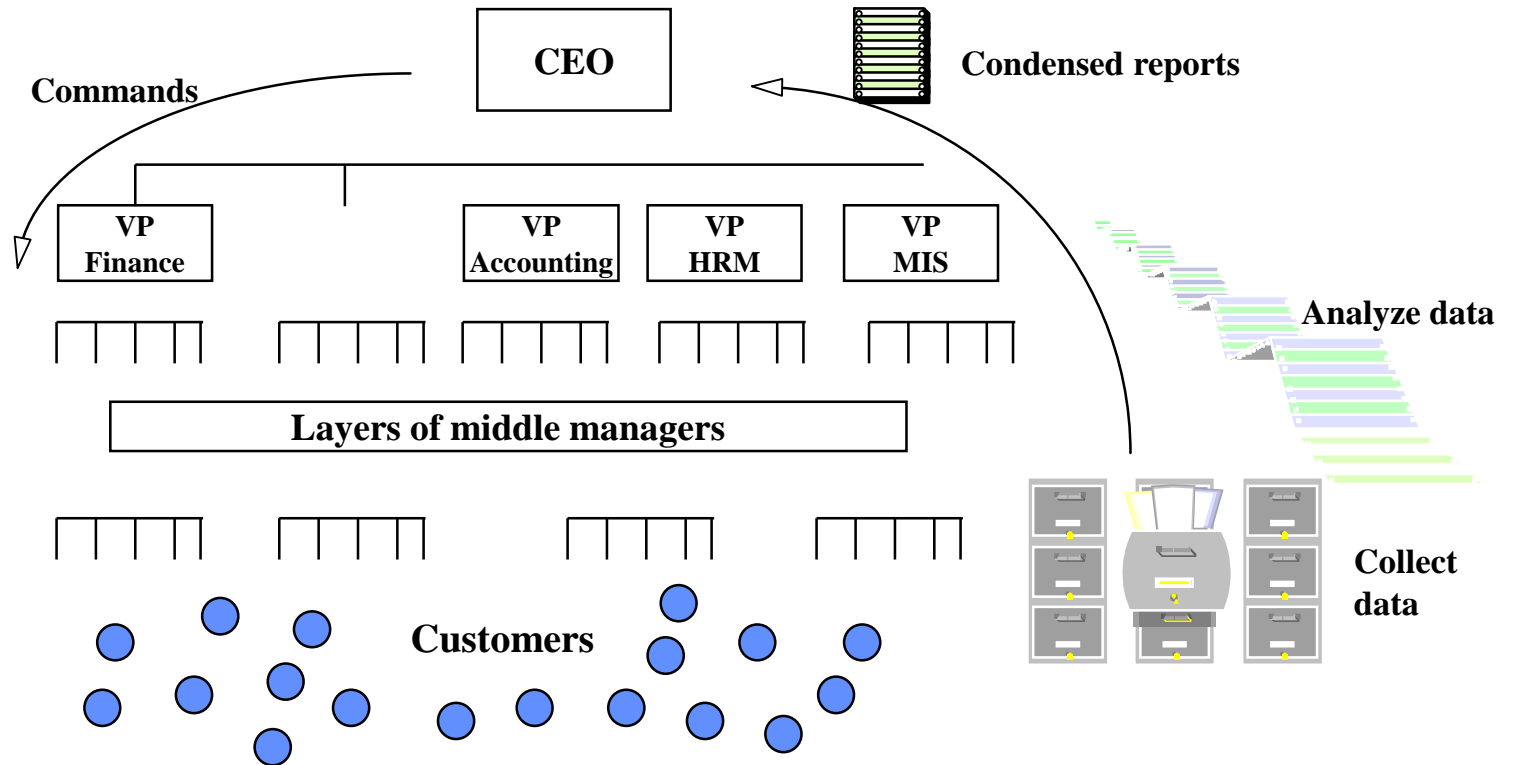 CEO
Condensed reports
Commands
VP
Finance
VP
Accounting
VP
HRM
VP
MIS
Analyze data
Layers of middle managers
Collect
data
Customers